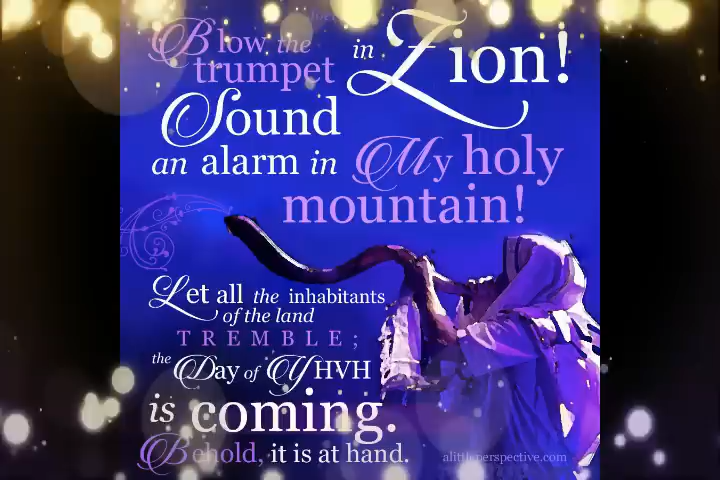 Blow the
trumpet in Zion!
Sound
an alarm in My holy
mountain!
Let all the inhabitants
of the land
TREMBLE;
the Day of YHVH
is coming.
Behold, it is at hand.
alittleperspective.com